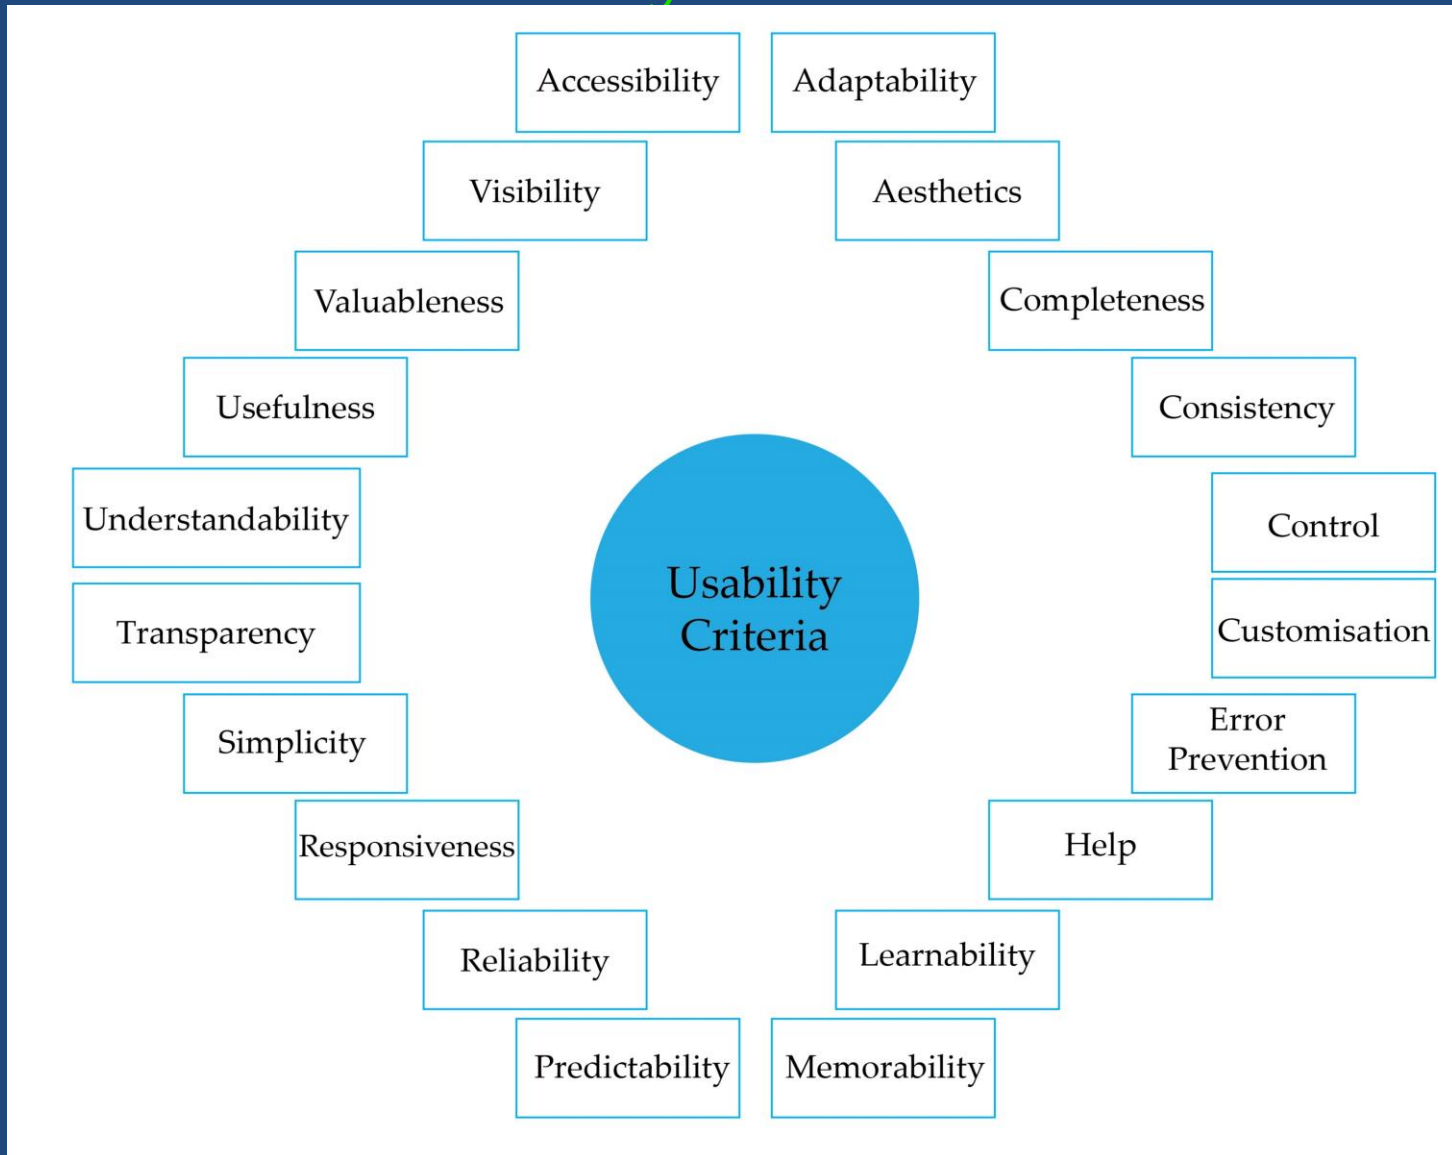 Accessibility
Adaptability
Visibility
Aesthetics
Valuableness
Completeness
Usefulness
Consistency
Understandability
Control
Usability
Criteria
Transparency
Customisation
Simplicity
Error
Prevention
Responsiveness
Help
Reliability
Learnability
Predictability
Memorability